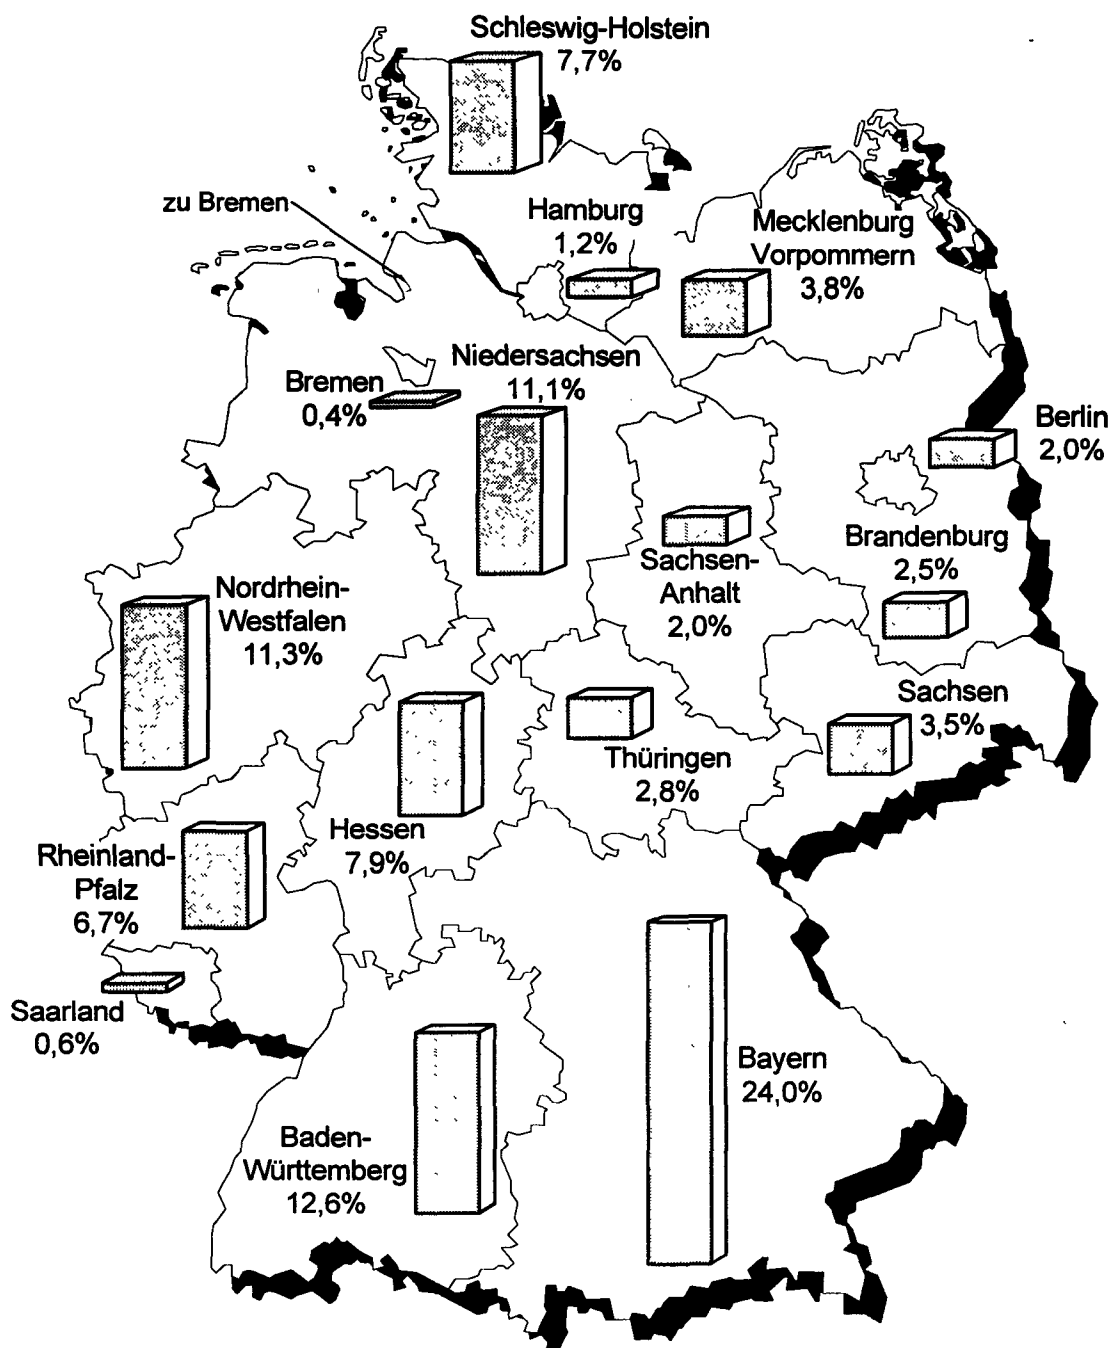 Schleswig-Holstein
7,7%
zu Bremen
Hamburg
1,2%
Mecklenburg
Vorpommern
3,8%
Niedersachsen
11,1%
Bremen
0,4%
Berlin
2,0%
Brandenburg
2,5%
Sachsen-
Anhalt
2,0%
Nordrhein-
Westfalen
11,3%
Sachsen
3,5%
Thüringen
2,8%
Hessen
7,9%
Rheinland-
Pfalz
6,7%
Saarland
0,6%
Bayern
24,0%
Baden-
Württemberg
12,6%